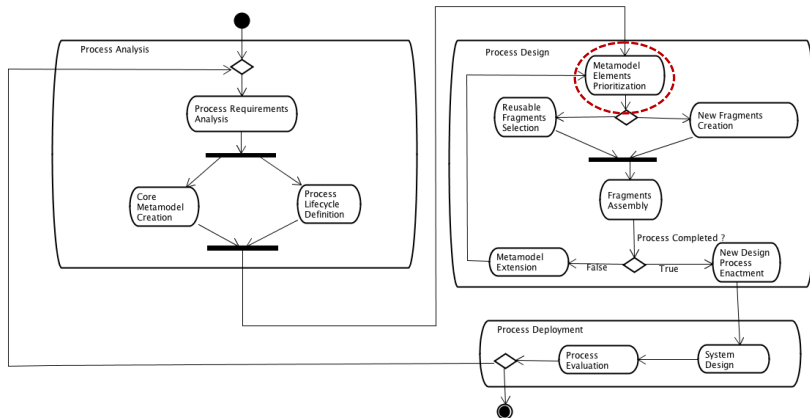 Process Analysis
Process Requirements
Analysis
Core
Metamodel
Creation
Process
Lifecycle
Definition
Process Design
Metamodel
Elements
Prioritization
Reusable
Fragments
Selection
New Fragments
Creation
Fragments
Assembly
Process Completed ?
Metamodel
Extension
False
True
New Design
Process
Enactment
Process Deployment
Process
Evaluation
System
Design